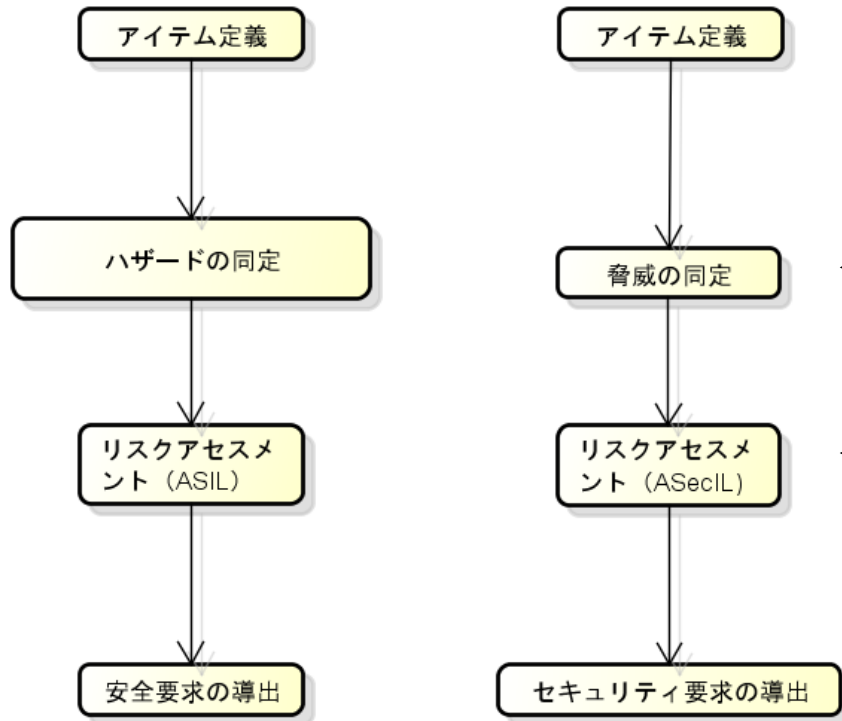 アイテム定義
ハザードの同定
リスクアセスメ
ント（ASIL）
安全要求の導出
アイテム定義
脅威の同定
リスクアセスメ
ント（ASecIL)
セキュリティ要求の導出